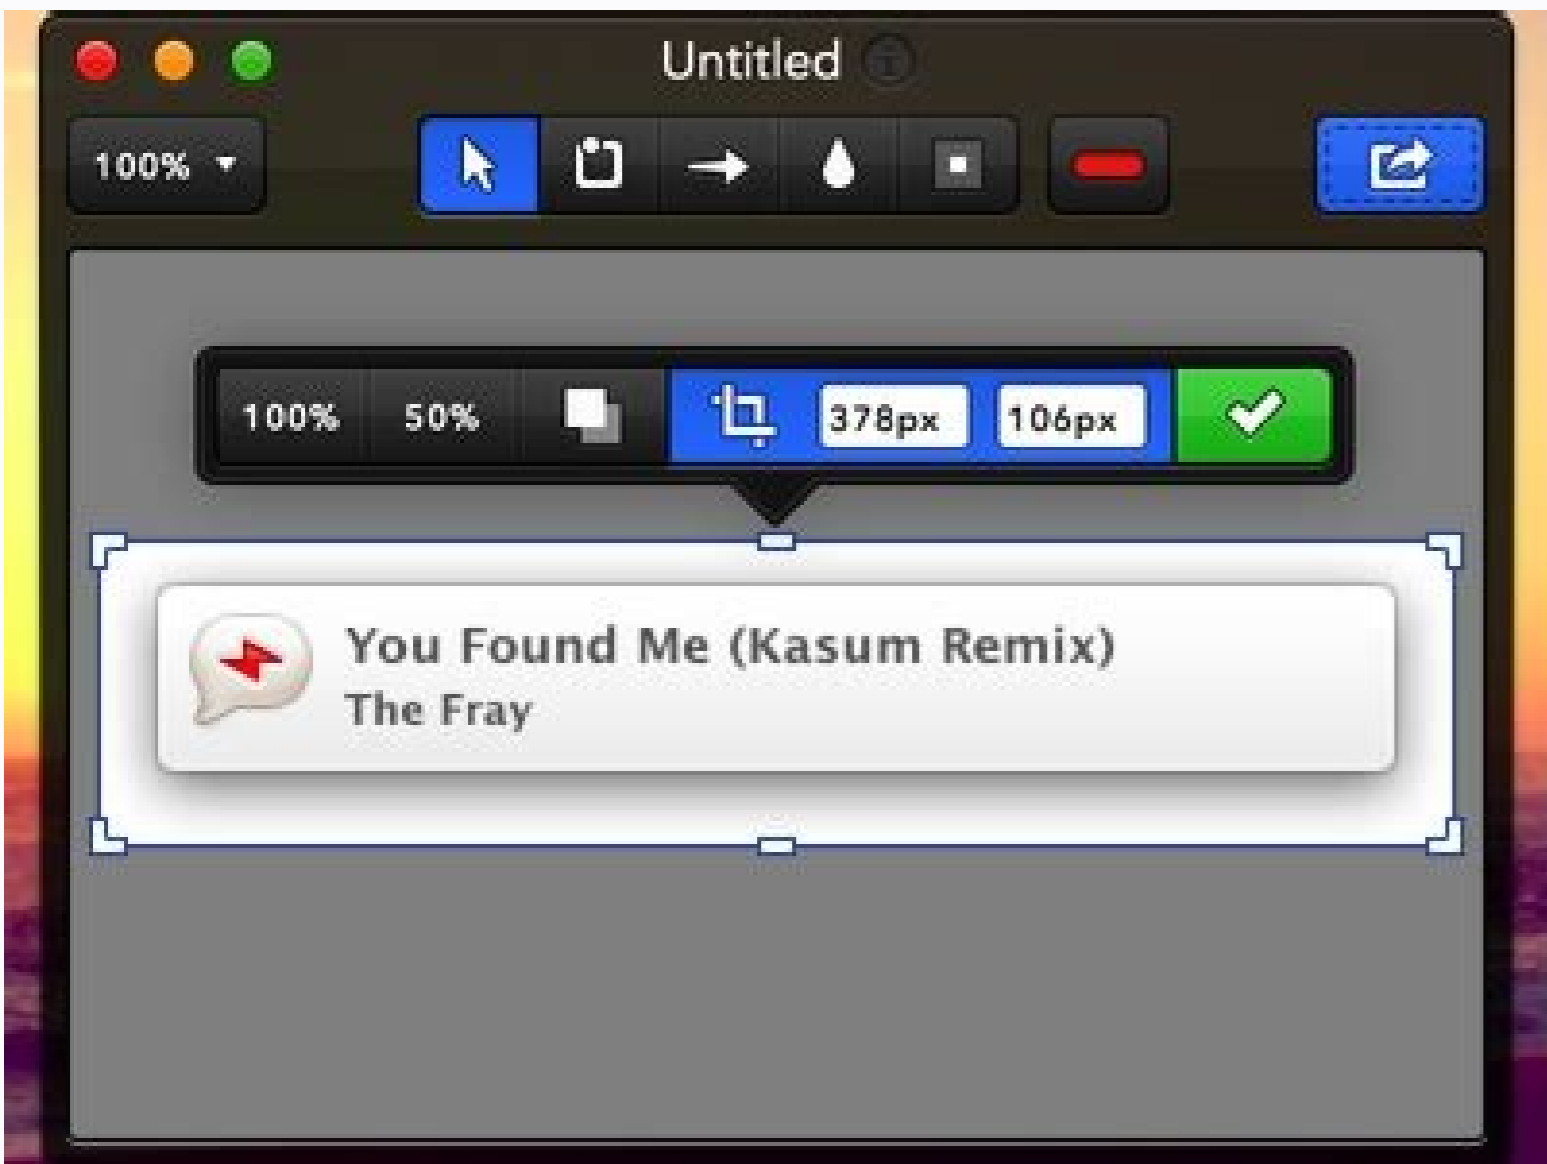 Untitled
100%
100% 50% 378px 106px
You Found Me (Kasum Remix)
The Fray